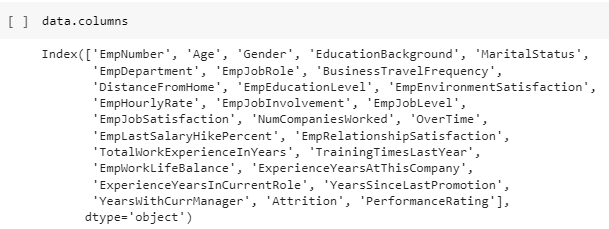 [ ] data.columns
Index(['EmpNumber', 'Age', 'Gender', 'EducationBackground', 'MaritalStatus',
'EmpDepartment', 'EmpJobRole', 'BusinessTravelFrequency',
'DistanceFromHome', 'EmpEducationLevel', 'EmpEnvironmentSatisfaction',
'EmpHourlyRate', 'EmpJobInvolvement', 'EmpJobLevel',
'EmpJobSatisfaction', 'NumCompaniesWorked', 'OverTime',
'EmpLastSalaryHikePercent', 'EmpRelationshipSatisfaction',
'TotalWorkExperienceInYears', 'TrainingTimesLastYear',
'EmpWorkLifeBalance', 'ExperienceYearsAtThisCompany',
'ExperienceYearsInCurrentRole', 'YearsSinceLastPromotion',
'YearsWithCurrManager', 'Attrition', 'PerformanceRating'],
dtype='object')